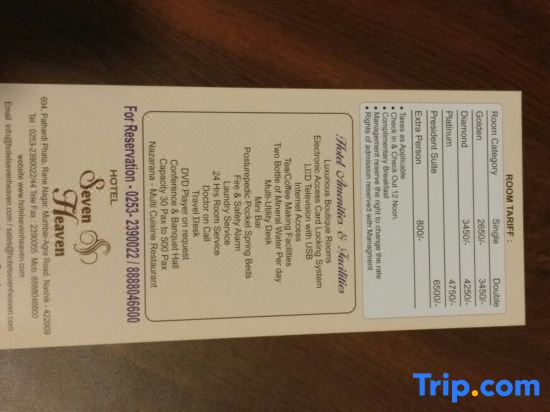 ROOM TARIFF :
Room Category Single Double
Golden 2650/- 3450/-
Diamond 3450/- 4250/-
Platinum 4750/-
President Suite 6500/-
Extra Person 800/-
• Taxes as Applicable
• Check in & Check Out 12 Noon.
• Complimentary Breakfast
• Management reserve the right to change the rate
• Rights of admission reserved with Managment
Hotel Amenities & Facilities
Luxurious Boutique Rooms
Electronic Access Card Locking System
LCD Television with USB
Internet Access
Tea/Coffee Making Facilities
Two Bottle of Mineral Water Per day
Multi-Utility Desk
Mini Bar
Posturepedic Pocket Spring Beds
Fire & Safety Alarm
Laundry Service
24 Hrs Room Service
Doctor on Call
Travel Desk
DVD Player on request
Conference & Banquet Hall
Capacity 30 Pax to 500 Pax
Nazarana - Multi Cuisine Restaurant
For Reservation - 0253- 2390022 / 8888046600
HOTEL
Seven Heaven
604, Pathardi Phata, Rane Nagar, Mumbai-Agra Road, Nashik - 422009
Tel : 0253-2390022/44 Tele Fax : 2390055 Mob.: 8888046600
website www.hotelsevenheaven.com
Email: info@hotelsevenheaven.com / sales@hotelsevenheaven.com
Trip.com